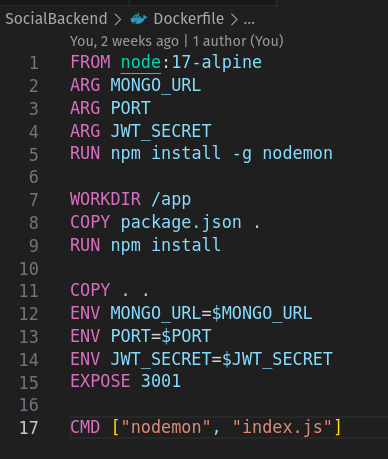 SocialBackend > Dockerfile > ...
You, 2 weeks ago | 1 author (You)
1 FROM node:17-alpine
2 ARG MONGO_URL
3 ARG PORT
4 ARG JWT_SECRET
5 RUN npm install -g nodemon
6
7 WORKDIR /app
8 COPY package.json .
9 RUN npm install
10
11 COPY . .
12 ENV MONGO_URL=$MONGO_URL
13 ENV PORT=$PORT
14 ENV JWT_SECRET=$JWT_SECRET
15 EXPOSE 3001
16
17 CMD ["nodemon", "index.js"]